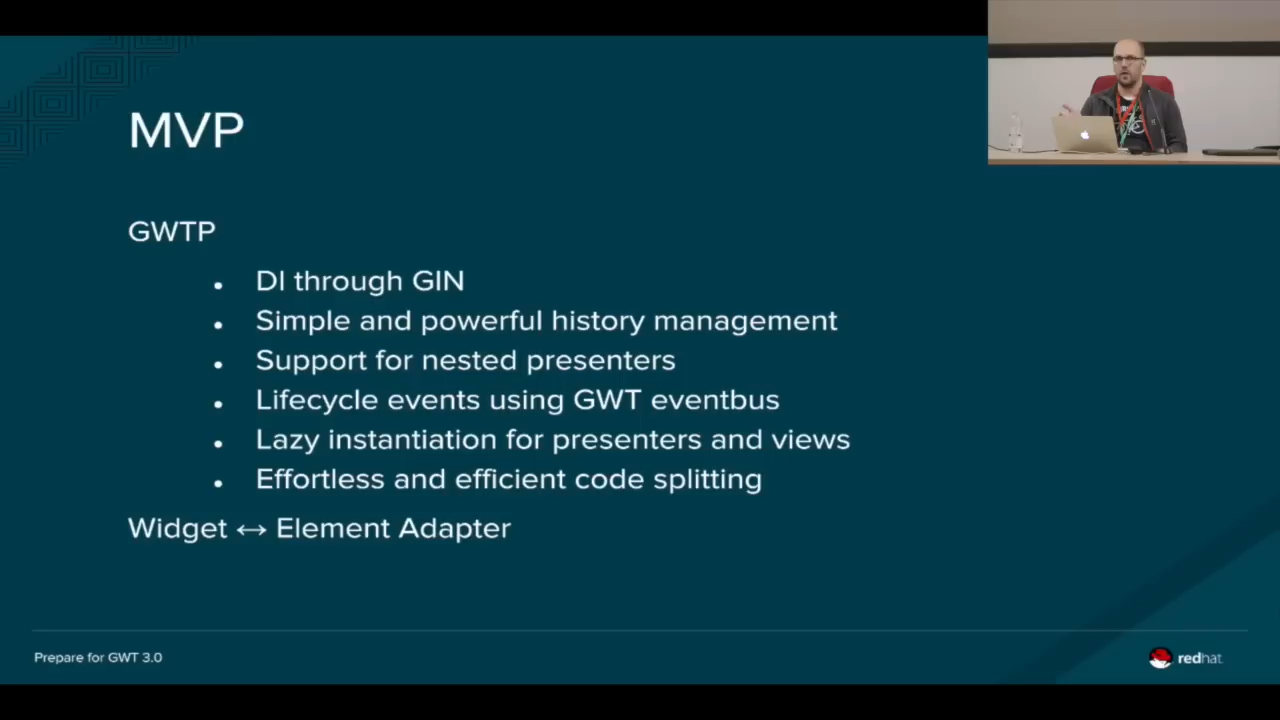 MVP
GWTP
• DI through GIN
• Simple and powerful history management
• Support for nested presenters
• Lifecycle events using GWT eventbus
• Lazy instantiation for presenters and views
• Effortless and efficient code splitting
Widget ↔ Element Adapter
Prepare for GWT 3.0
redhat.